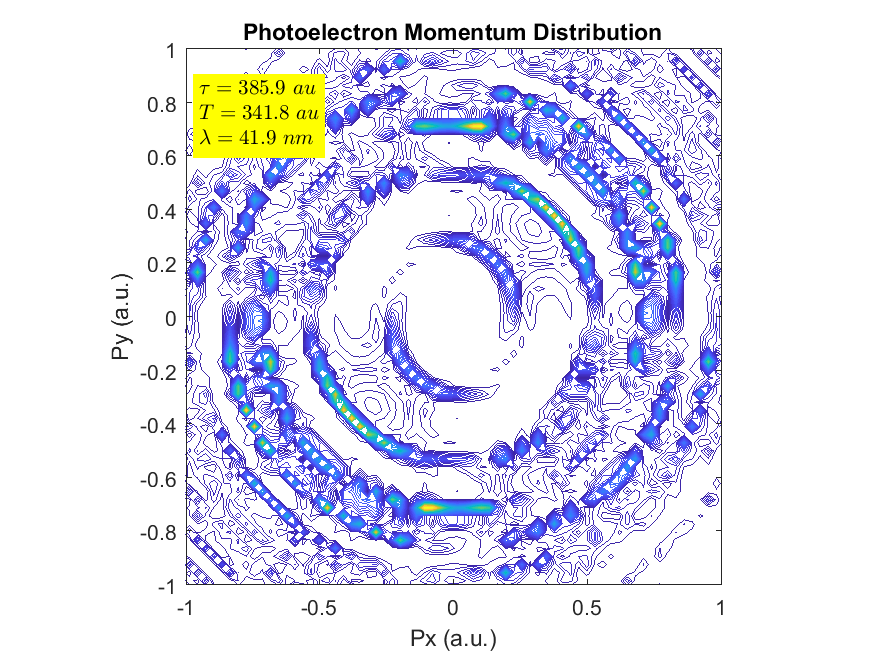 Photoelectron Momentum Distribution
τ = 385.9 au
T = 341.8 au
λ = 41.9 nm
1
0.8
0.6
0.4
0.2
0
-0.2
-0.4
-0.6
-0.8
-1
Py (a.u.)
-1 -0.5 0 0.5 1
Px (a.u.)